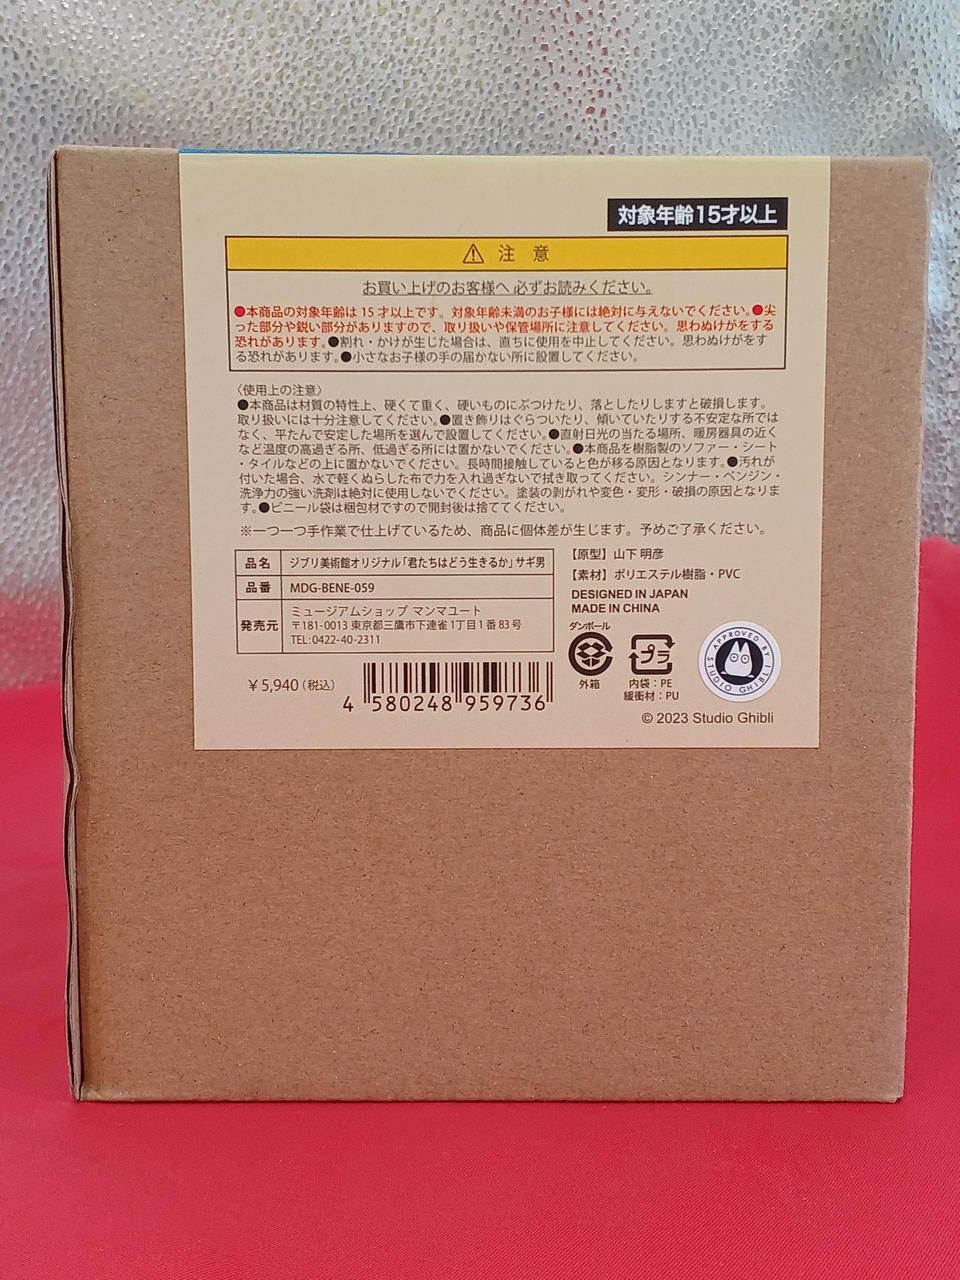 対象年齢15才以上
⚠ 注 意
お買い上げのお客様へ 必ずお読みください。
●本商品の対象年齢は 15 才以上です。対象年齢未満のお子様には絶対に与えないでください。●尖
った部分や鋭い部分がありますので、取り扱いや保管場所に注意してください。思わぬけがをする
恐れがあります。●割れ・かけが生じた場合は、直ちに使用を中止してください。思わぬけがをす
る恐れがあります。●小さなお子様の手の届かない所に設置してください。
〈使用上の注意〉
●本商品は材質の特性上、硬くて重く、硬いものにぶつけたり、落としたりしますと破損します。
取り扱いには十分注意してください。●置き飾りはぐらついたり、傾いていたりする不安定な所では
なく、平たんで安定した場所を選んで設置してください。●直射日光の当たる場所、暖房器具の近く
など温度の高過ぎる所、低過ぎる所には置かないでください。●本商品を樹脂製のソファー・シート
・タイルなどの上に置かないでください。長時間接触していると色が移る原因となります。●汚れが
付いた場合、水で軽くぬらした布で力を入れ過ぎないで拭き取ってください。シンナー・ベンジン・
洗浄力の強い洗剤は絶対に使用しないでください。塗装の剥がれや変色・変形・破損の原因となりま
す。●ビニール袋は梱包材ですので開封後は捨ててください。
※一つ一つ手作業で仕上げているため、商品に個体差が生じます。予めご了承ください。
品名 ジブリ美術館オリジナル「君たちはどう生きるか」サギ男
品番 MDG-BENE-059
発売元 ミュージアムショップ マンマユート
〒181-0013 東京都三鷹市下連雀 1丁目1番83号
TEL:0422-40-2311
【原型】山下 明彦
【素材】ポリエステル樹脂・PVC
DESIGNED IN JAPAN
MADE IN CHINA
ダンボール
外箱
プラ
内袋：PE
緩衝材：PU
APPROVED BY STUDIO GHIBLI
￥5,940（税込）
4 580248 959736
© 2023 Studio Ghibli